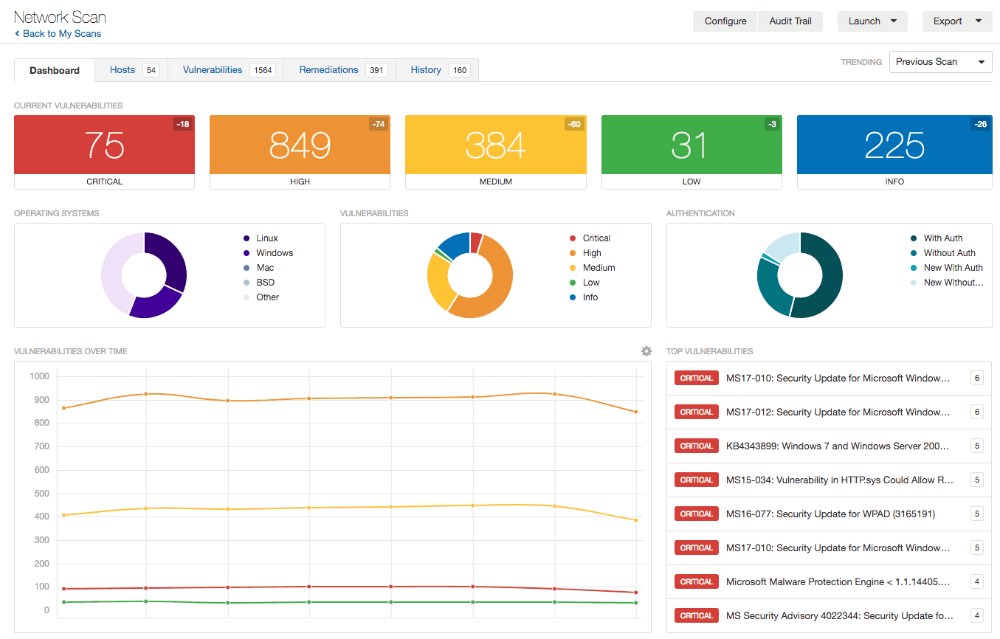 Network Scan
Back to My Scans
Configure
Audit Trail
Launch
Export
Dashboard
Hosts 54
Vulnerabilities 1564
Remediations 391
History 160
TRENDING
Previous Scan
CURRENT VULNERABILITIES
-18
75
CRITICAL
-74
849
HIGH
-60
384
MEDIUM
-3
31
LOW
-26
225
INFO
OPERATING SYSTEMS
Linux
Windows
Mac
BSD
Other
VULNERABILITIES
Critical
High
Medium
Low
Info
AUTHENTICATION
With Auth
Without Auth
New With Auth
New Without...
VULNERABILITIES OVER TIME
1000
900
800
700
600
500
400
300
200
100
0
TOP VULNERABILITIES
CRITICAL MS17-010: Security Update for Microsoft Window... 6
CRITICAL MS17-012: Security Update for Microsoft Window... 6
CRITICAL KB4343899: Windows 7 and Windows Server 200... 5
CRITICAL MS15-034: Vulnerability in HTTP.sys Could Allow R... 5
CRITICAL MS16-077: Security Update for WPAD (3165191) 5
CRITICAL MS17-010: Security Update for Microsoft Window... 5
CRITICAL Microsoft Malware Protection Engine < 1.1.14405.... 4
CRITICAL MS Security Advisory 4022344: Security Update fo... 4